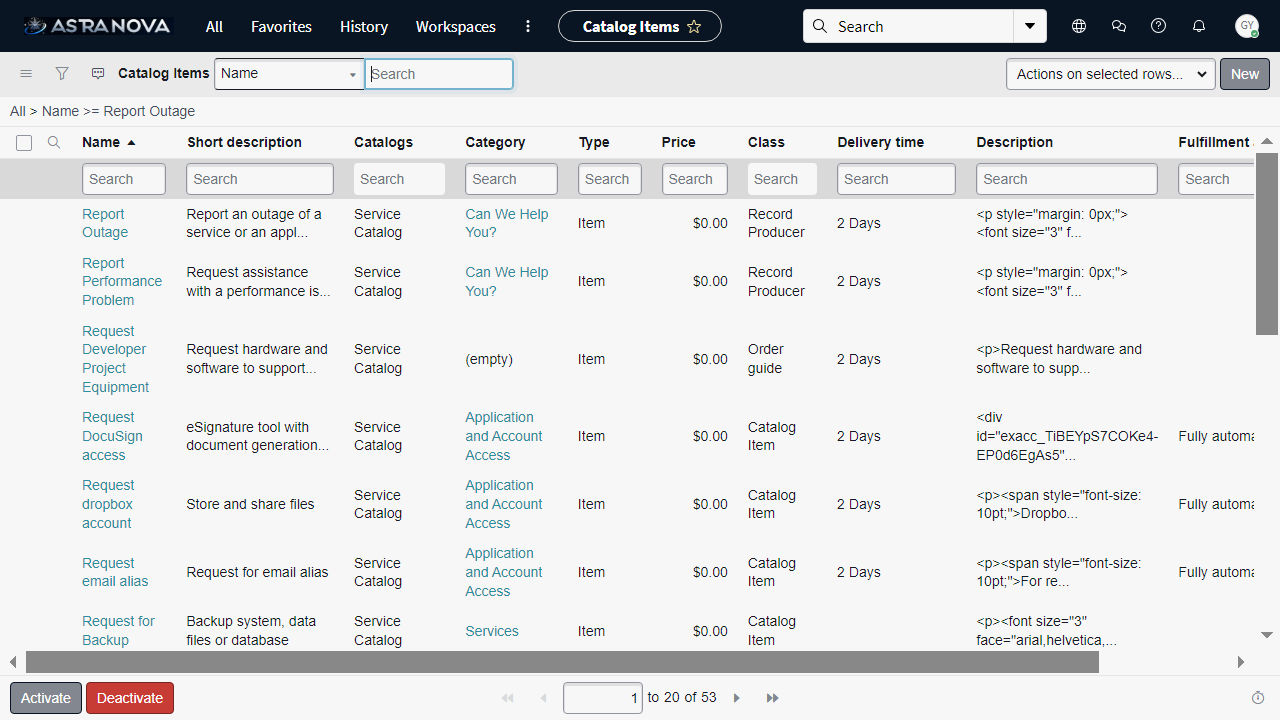 ASTRANOVA All Favorites History Workspaces Catalog Items Search GY
Catalog Items Name Search Actions on selected rows... New
All > Name >= Report Outage
Name Short description Catalogs Category Type Price Class Delivery time Description Fulfillment
Search Search Search Search Search Search Search Search Search Search
Report Outage Report an outage of a service or an appl... Service Catalog Can We Help You? Item $0.00 Record Producer 2 Days <p style="margin: 0px;"><font size="3" f...
Report Performance Problem Request assistance with a performance is... Service Catalog Can We Help You? Item $0.00 Record Producer 2 Days <p style="margin: 0px;"><font size="3" f...
Request Developer Project Equipment Request hardware and software to support... Service Catalog (empty) Item $0.00 Order guide 2 Days <p>Request hardware and software to supp...
Request DocuSign access eSignature tool with document generation... Service Catalog Application and Account Access Item $0.00 Catalog Item 2 Days <div id="exacc_TiBEYpS7COKe4-EP0d6EgAs5"... Fully automa
Request dropbox account Store and share files Service Catalog Application and Account Access Item $0.00 Catalog Item 2 Days <p><span style="font-size: 10pt;">Dropbo... Fully automa
Request email alias Request for email alias Service Catalog Application and Account Access Item $0.00 Catalog Item 2 Days <p><span style="font-size: 10pt;">For re... Fully automa
Request for Backup Backup system, data files or database Service Catalog Services Item $0.00 Catalog Item <p><font size="3" face="arial,helvetica,...
Activate Deactivate 1 to 20 of 53